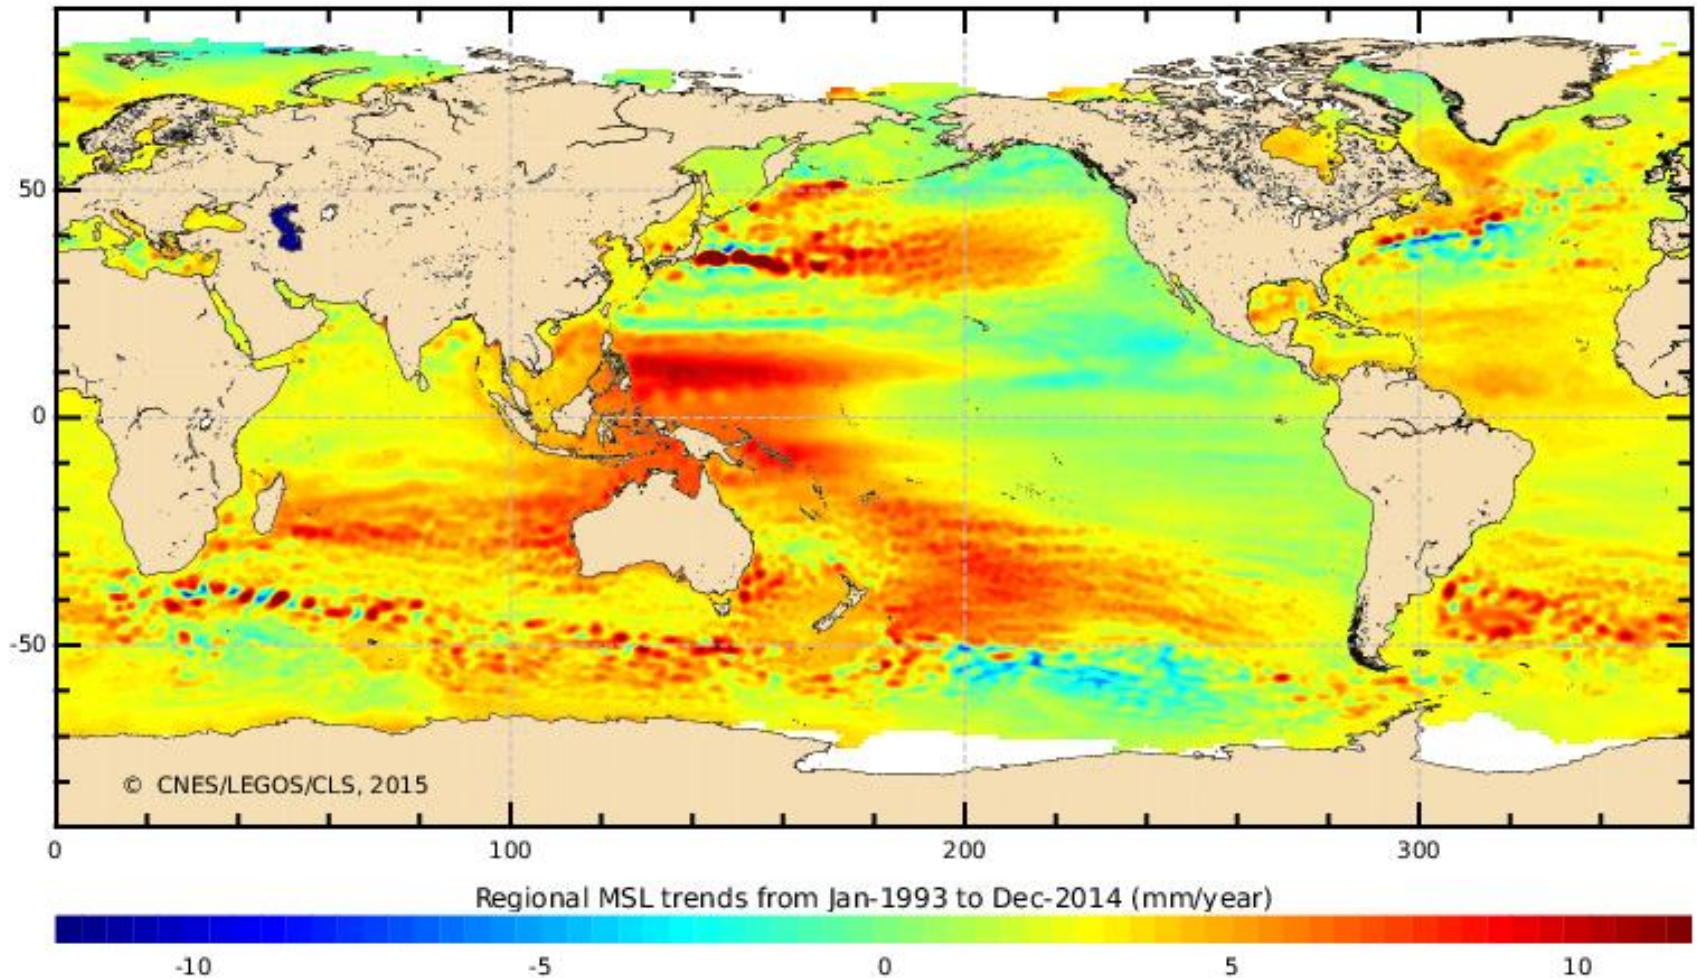 50
0
-50
© CNES/LEGOS/CLS, 2015
0 100 200 300
Regional MSL trends from Jan-1993 to Dec-2014 (mm/year)
-10 -5 0 5 10